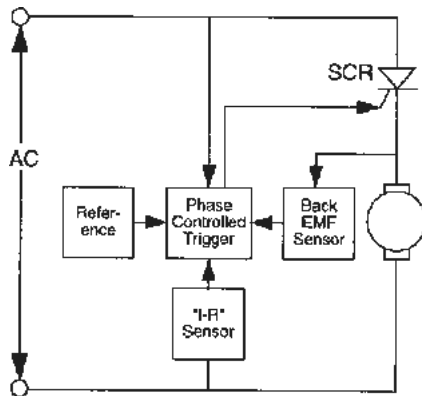 SCR
AC
Refer-
ence
Phase
Controlled
Trigger
Back
EMF
Sensor
"I-R"
Sensor